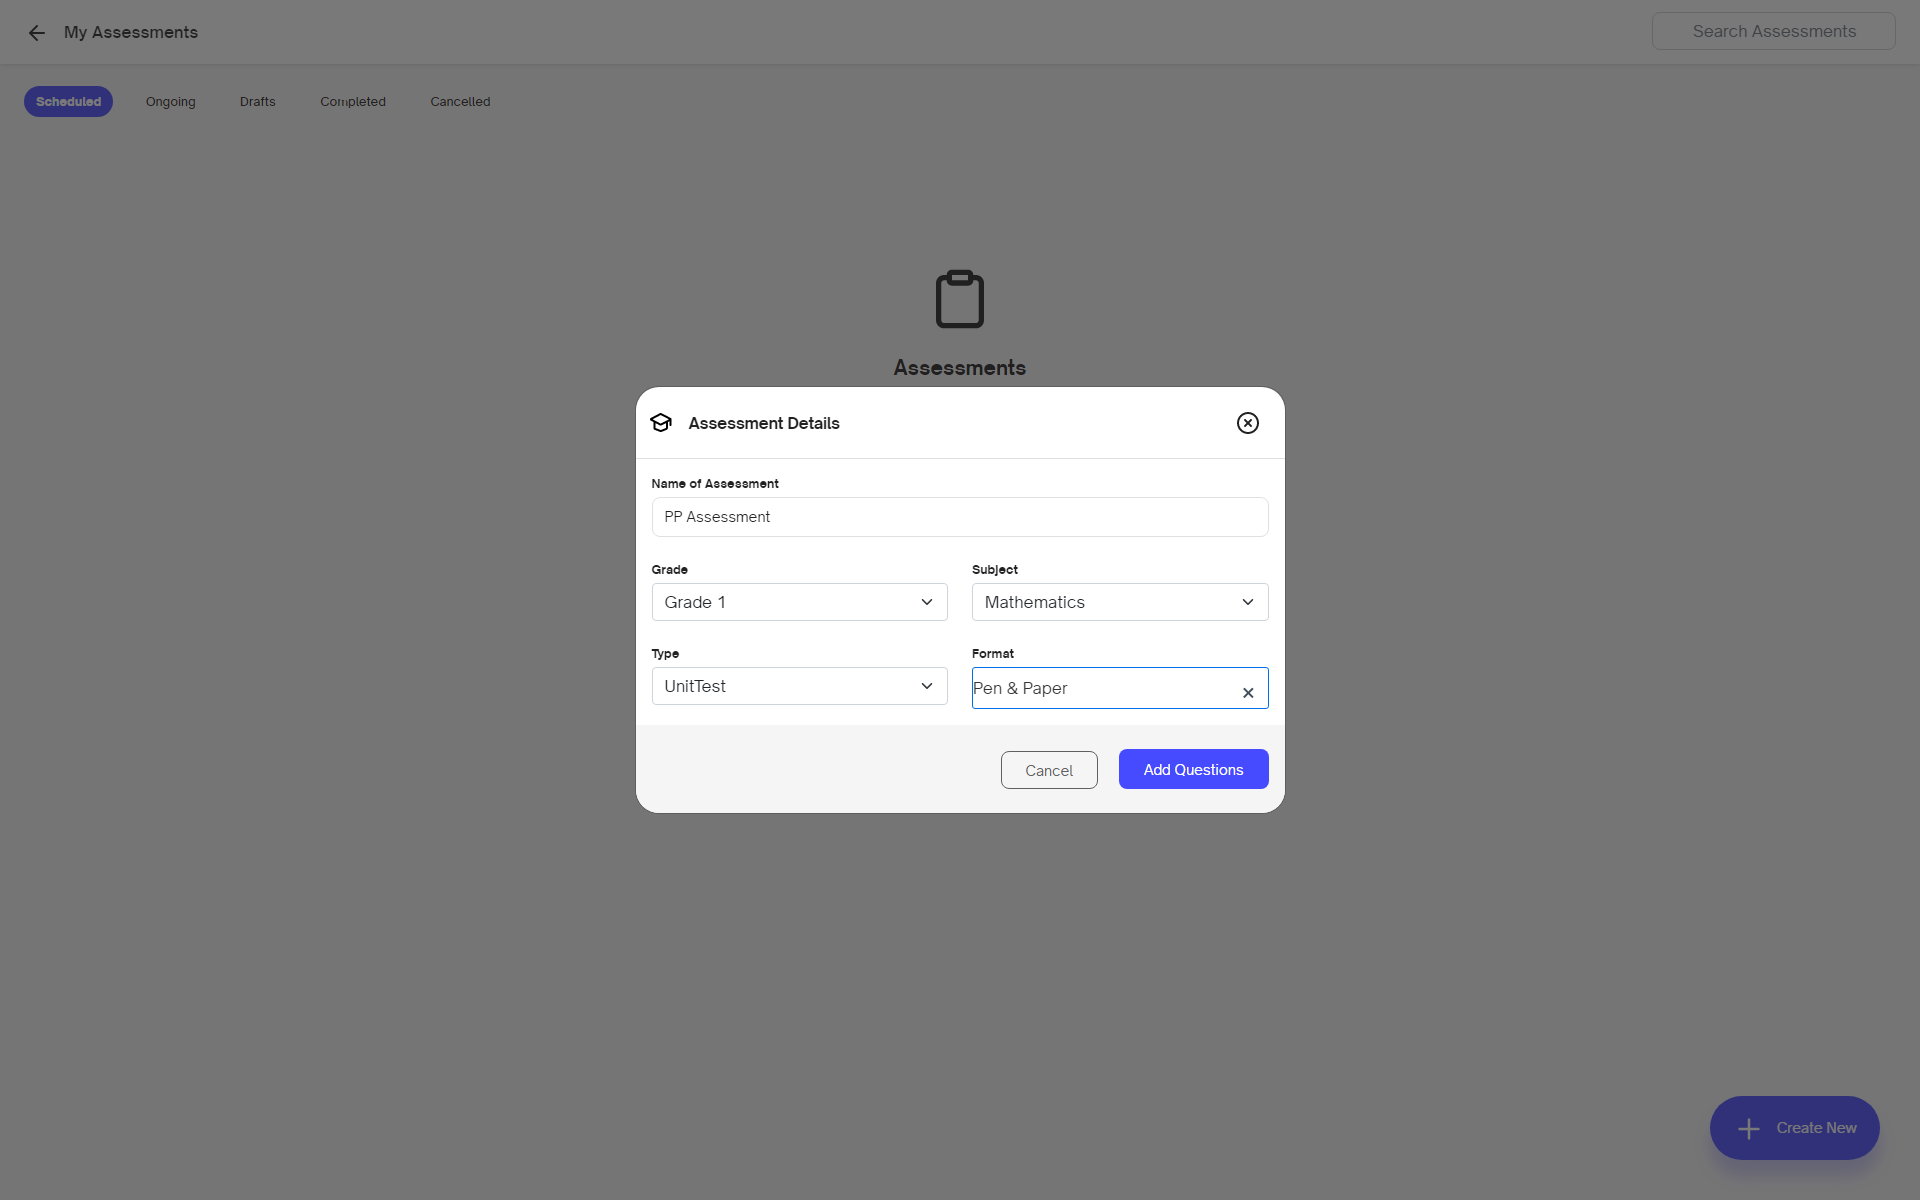 My Assessments
Search Assessments
Scheduled
Ongoing
Drafts
Completed
Cancelled
Assessments
Assessment Details
Name of Assessment
PP Assessment
Grade
Subject
Grade 1
Mathematics
Type
Format
UnitTest
Pen & Paper
Cancel
Add Questions
Create New